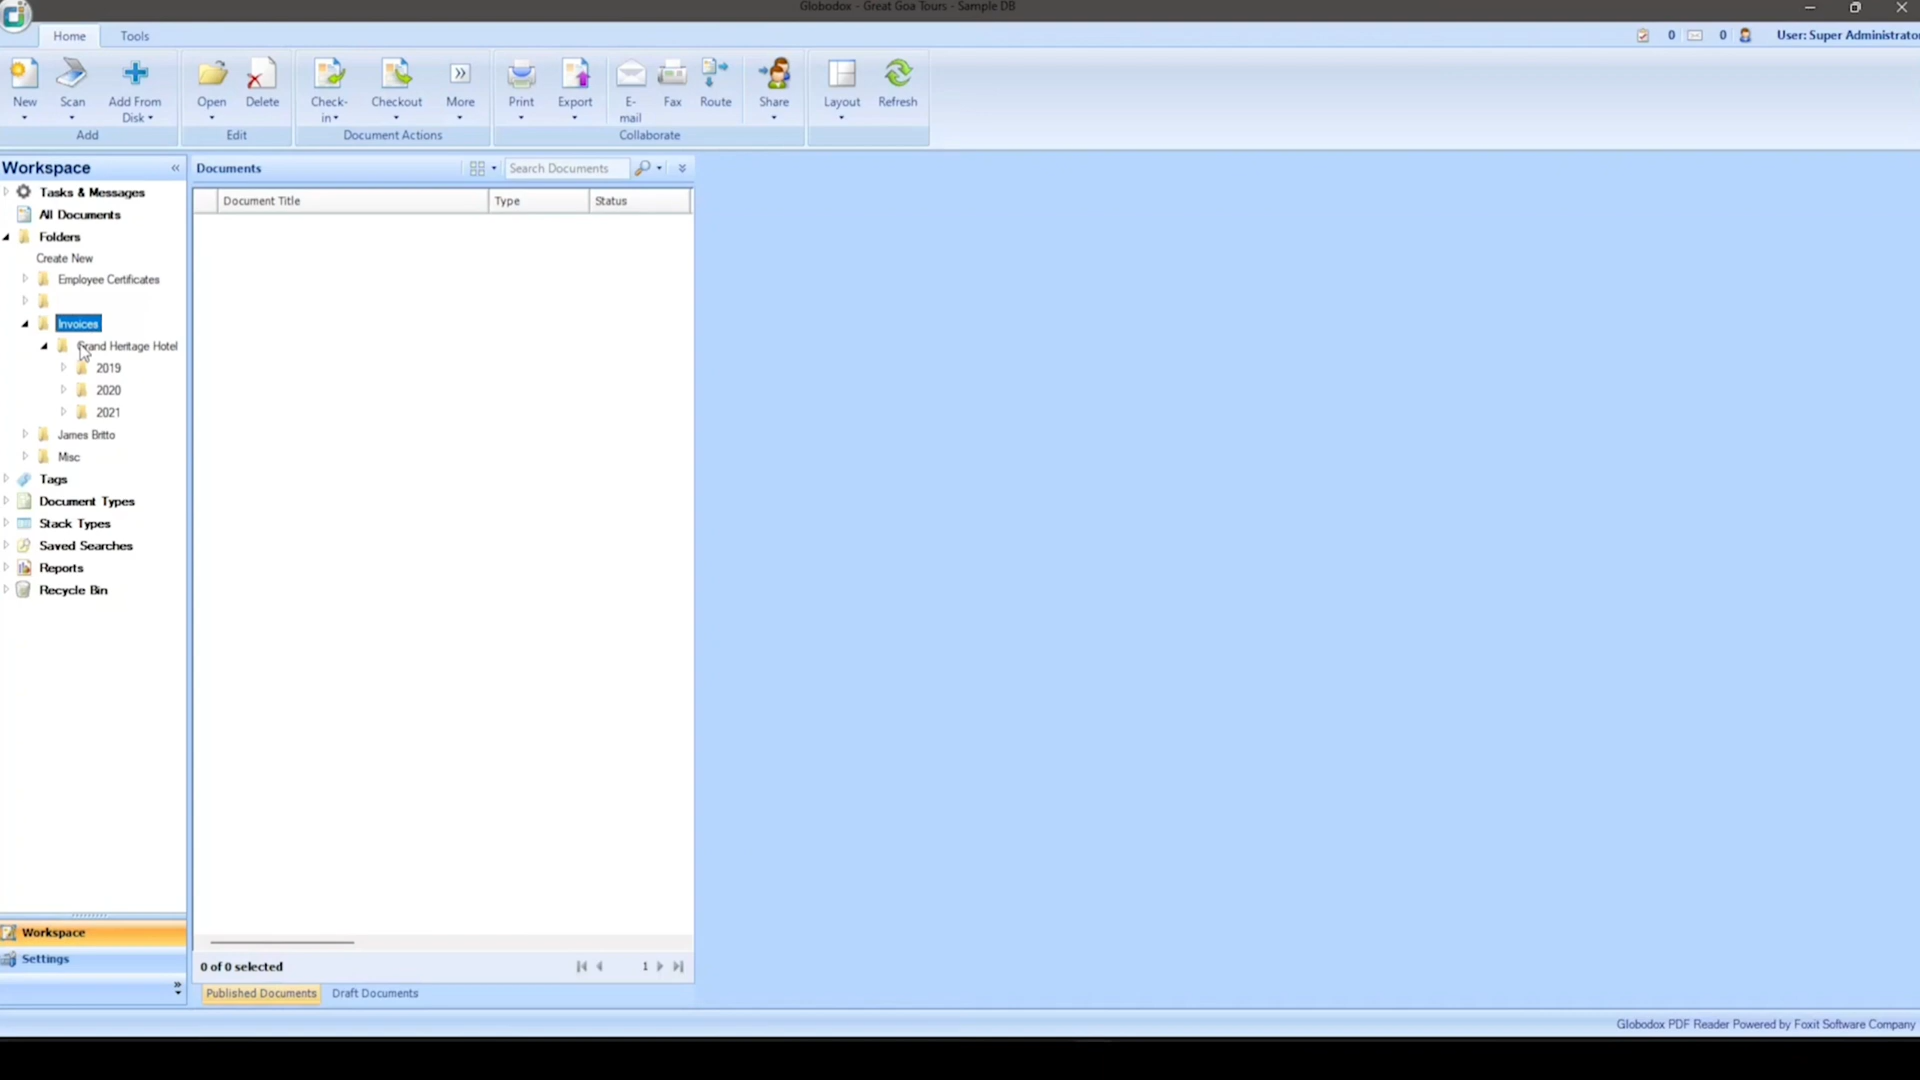 Globodox - Great Goa Tours - Sample DB
Home Tools
0 0 User: Super Administrator
New Scan Add From Disk Open Delete Check-in Checkout More Print Export E-mail Fax Route Share Layout Refresh
Add Edit Document Actions Collaborate
Workspace
Documents Search Documents
Document Title Type Status
Tasks & Messages
All Documents
Folders
Create New
Employee Certificates
Invoices
Grand Heritage Hotel
2019
2020
2021
James Britto
Misc
Tags
Document Types
Stack Types
Saved Searches
Reports
Recycle Bin
Workspace
Settings
0 of 0 selected 1
Published Documents Draft Documents
Globodox PDF Reader Powered by Foxit Software Company